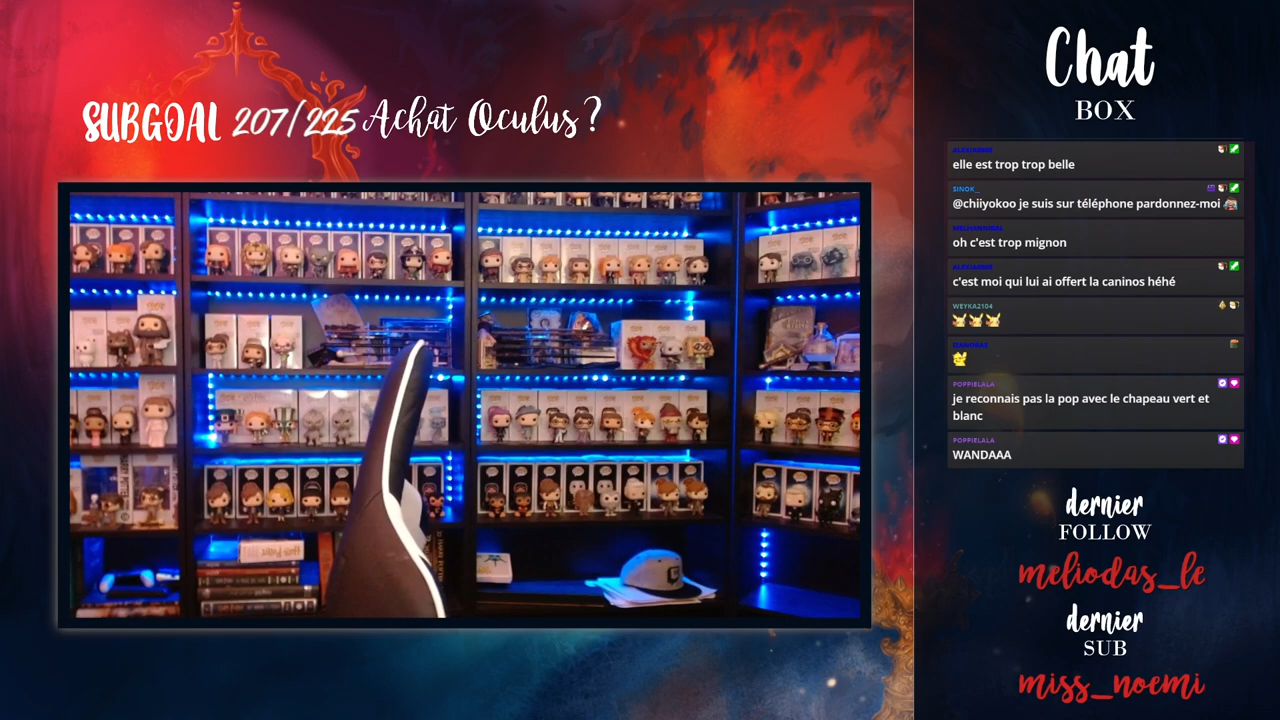 SUBGOAL 207/225 Achat Oculus?
Chat
BOX
elle est trop trop belle
SINOK_
@chiiyokoo je suis sur téléphone pardonnez-moi
oh c'est trop mignon
c'est moi qui lui ai offert la caninos héhé
WEYKA2104
POPPIELALA
je reconnais pas la pop avec le chapeau vert et
blanc
POPPIELALA
WANDAAA
dernier
FOLLOW
meliodas_le
dernier
SUB
miss_noemi